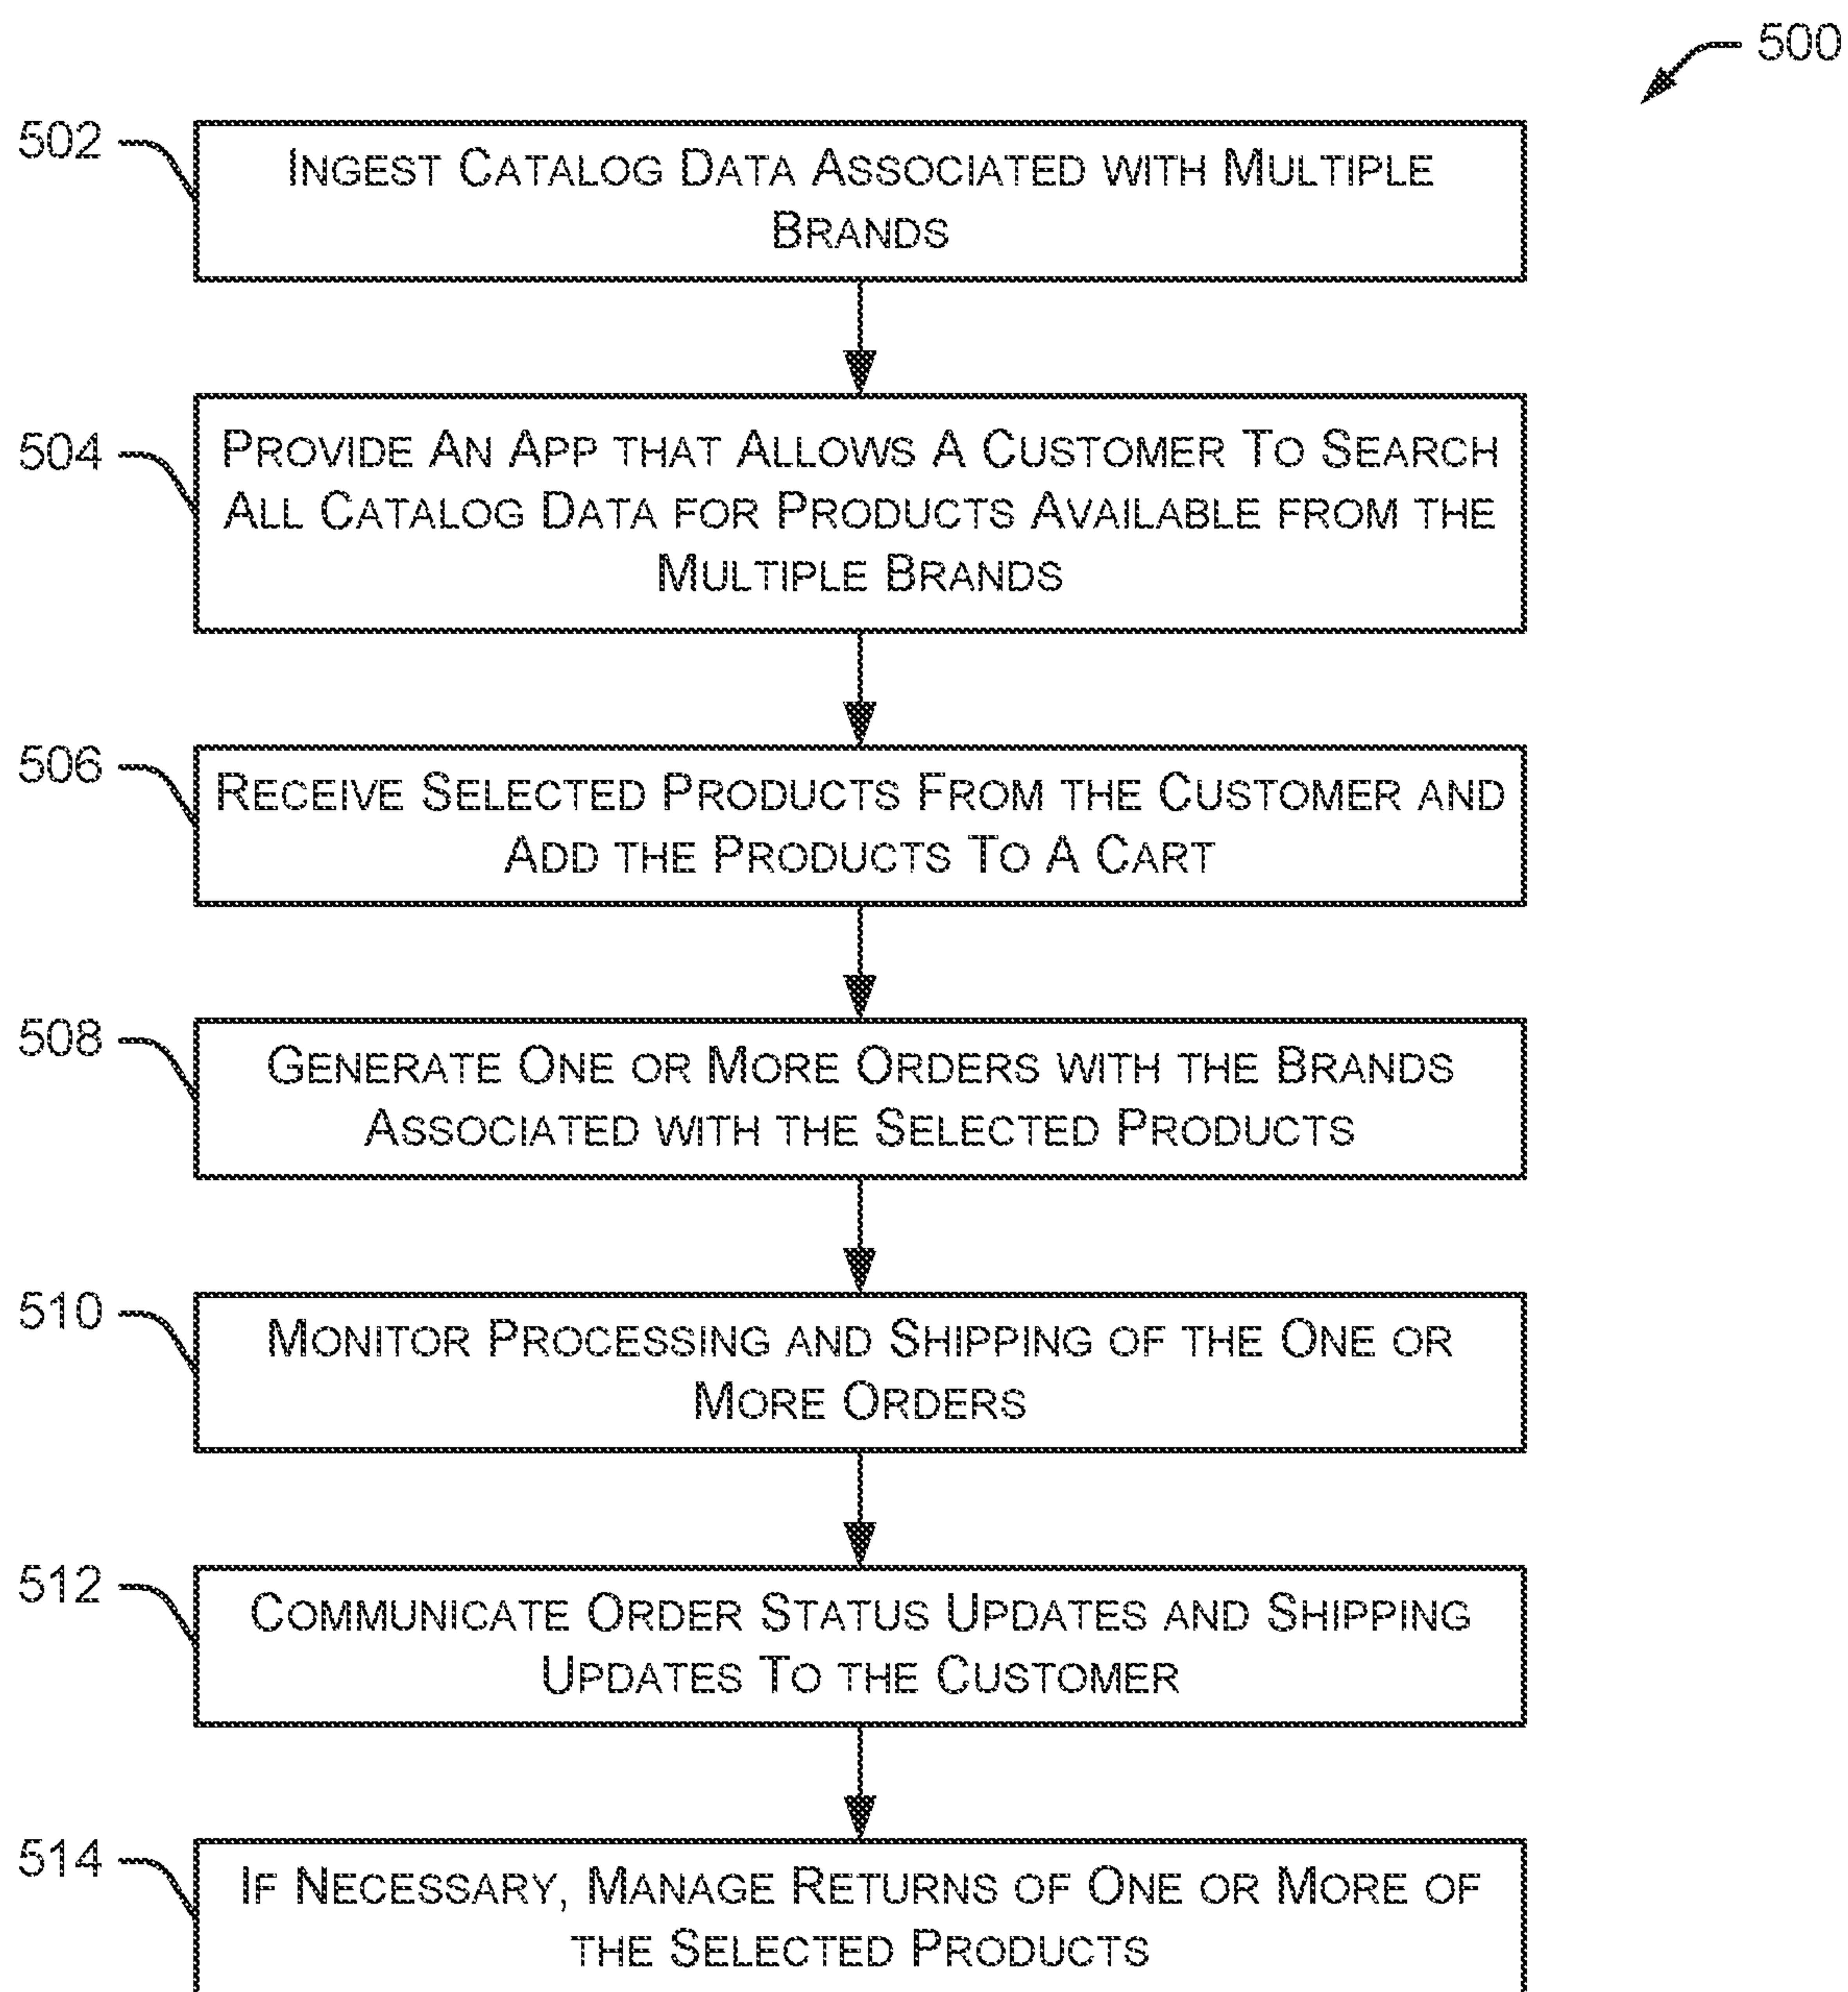 500
502
INGEST CATALOG DATA ASSOCIATED WITH MULTIPLE
BRANDS
504
PROVIDE AN APP THAT ALLOWS A CUSTOMER TO SEARCH
ALL CATALOG DATA FOR PRODUCTS AVAILABLE FROM THE
MULTIPLE BRANDS
506
RECEIVE SELECTED PRODUCTS FROM THE CUSTOMER AND
ADD THE PRODUCTS TO A CART
508
GENERATE ONE OR MORE ORDERS WITH THE BRANDS
ASSOCIATED WITH THE SELECTED PRODUCTS
510
MONITOR PROCESSING AND SHIPPING OF THE ONE OR
MORE ORDERS
512
COMMUNICATE ORDER STATUS UPDATES AND SHIPPING
UPDATES TO THE CUSTOMER
514
IF NECESSARY, MANAGE RETURNS OF ONE OR MORE OF
THE SELECTED PRODUCTS